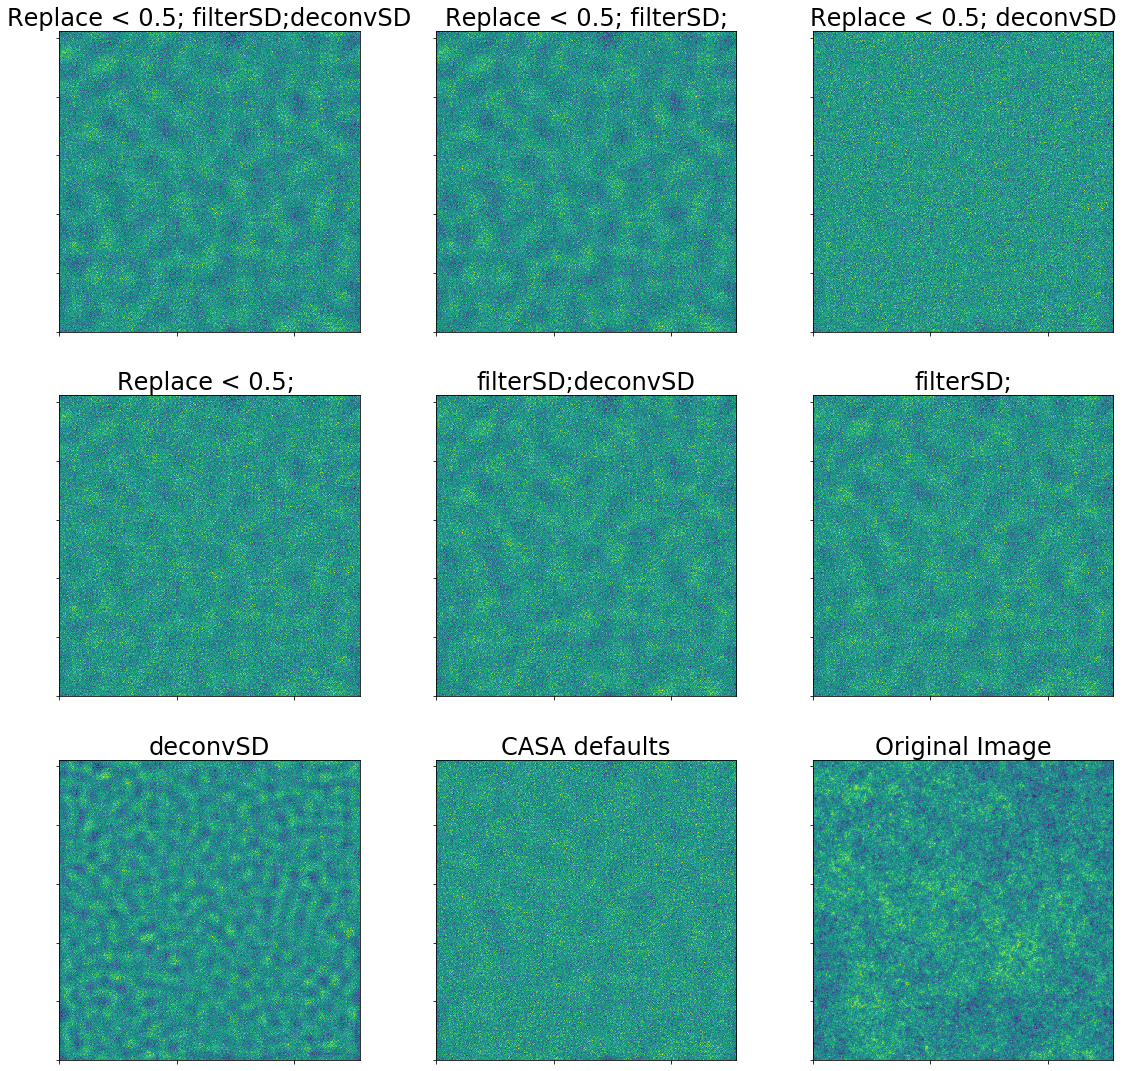 Replace < 0.5; filterSD;deconvSD
Replace < 0.5; filterSD;
Replace < 0.5; deconvSD
Replace < 0.5;
filterSD;deconvSD
filterSD;
deconvSD
CASA defaults
Original Image